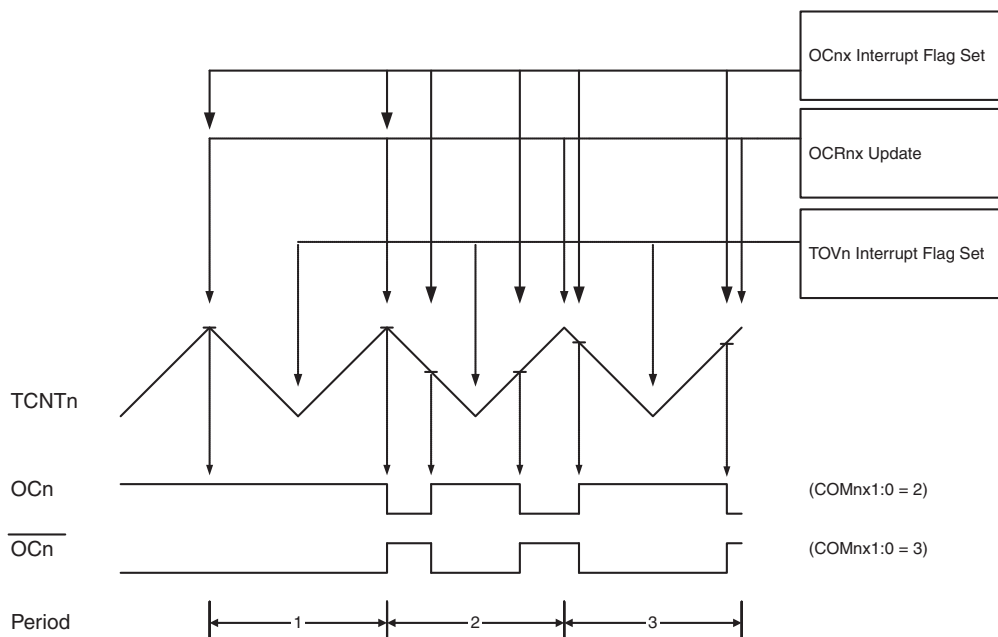 OCnx Interrupt Flag Set
OCRnx Update
TOVn Interrupt Flag Set
TCNTn
OCn
(COMnx1:0 = 2)
OCn
(COMnx1:0 = 3)
Period
1
2
3